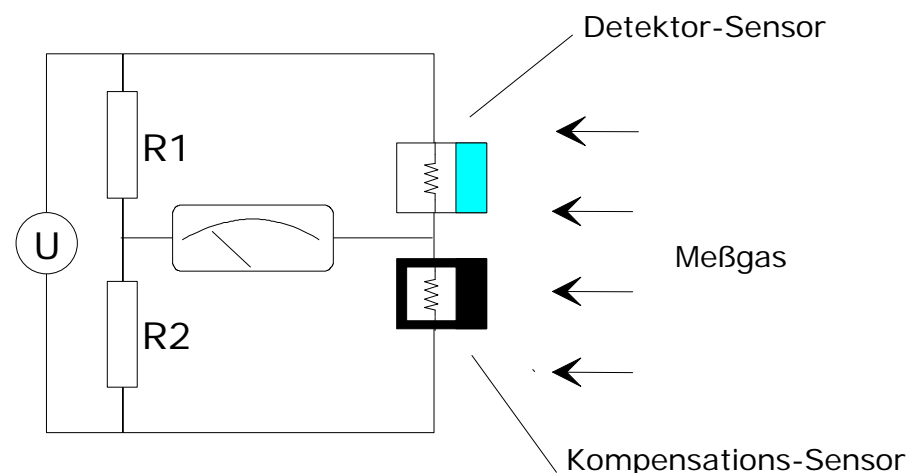 Detektor-Sensor
R1
U
Meßgas
R2
Kompensations-Sensor